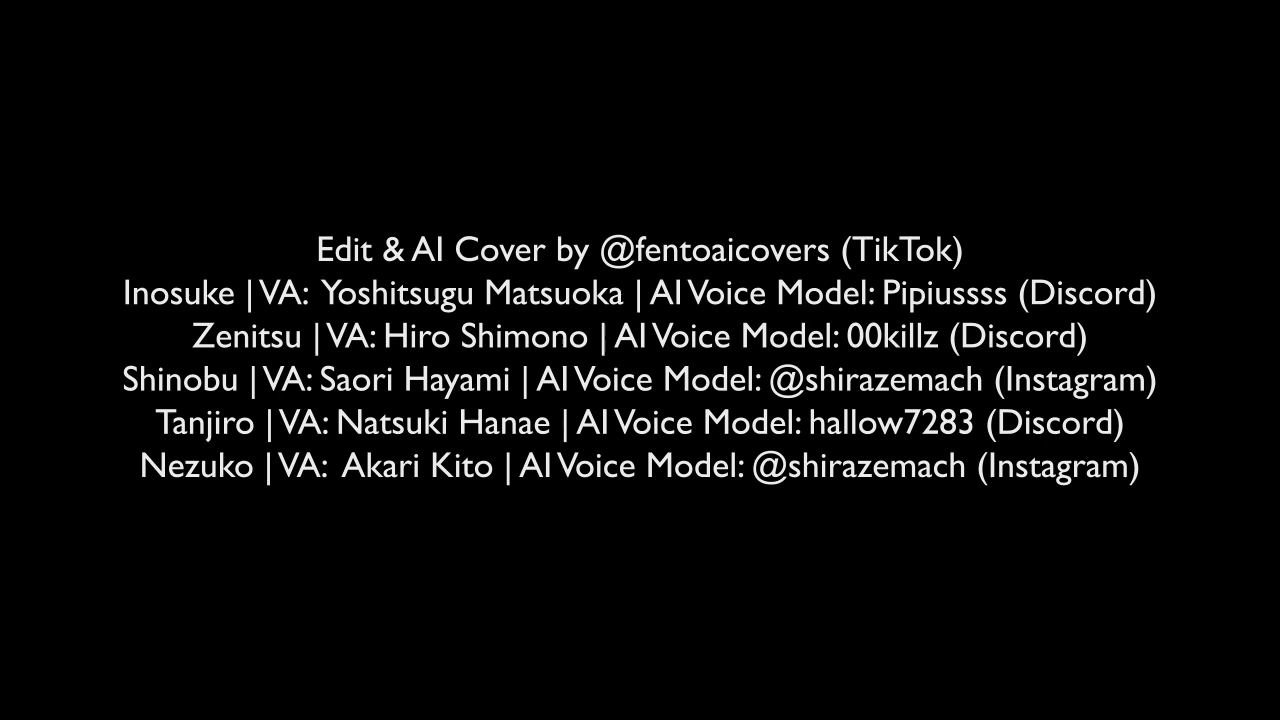 Edit & AI Cover by @fentoaicovers (TikTok)
Inosuke | VA: Yoshitsugu Matsuoka | AI Voice Model: Pipiussss (Discord)
Zenitsu | VA: Hiro Shimono | AI Voice Model: 00killz (Discord)
Shinobu | VA: Saori Hayami | AI Voice Model: @shirazemach (Instagram)
Tanjiro | VA: Natsuki Hanae | AI Voice Model: hallow7283 (Discord)
Nezuko | VA: Akari Kito | AI Voice Model: @shirazemach (Instagram)